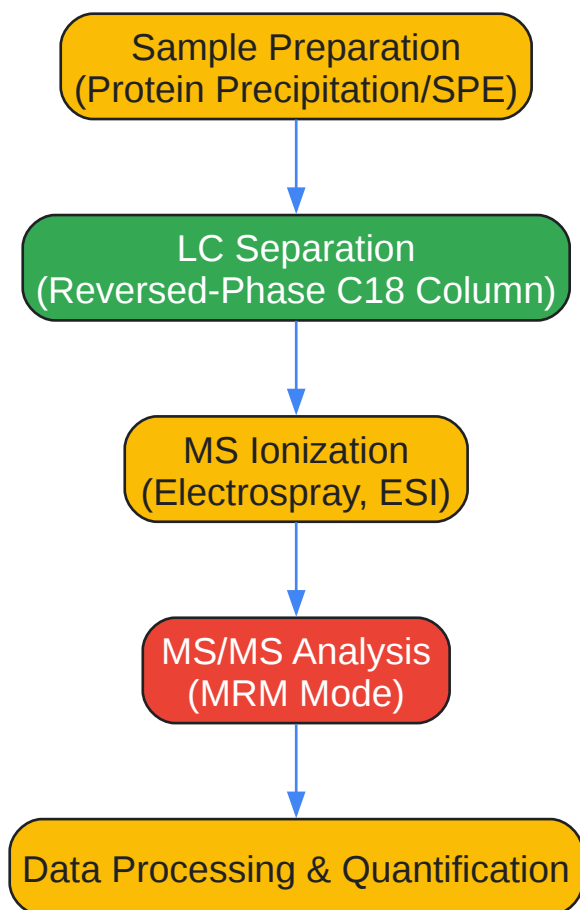 Sample Preparation
(Protein Precipitation/SPE)
LC Separation
(Reversed-Phase C18 Column)
MS Ionization
(Electrospray, ESI)
MS/MS Analysis
(MRM Mode)
Data Processing & Quantification